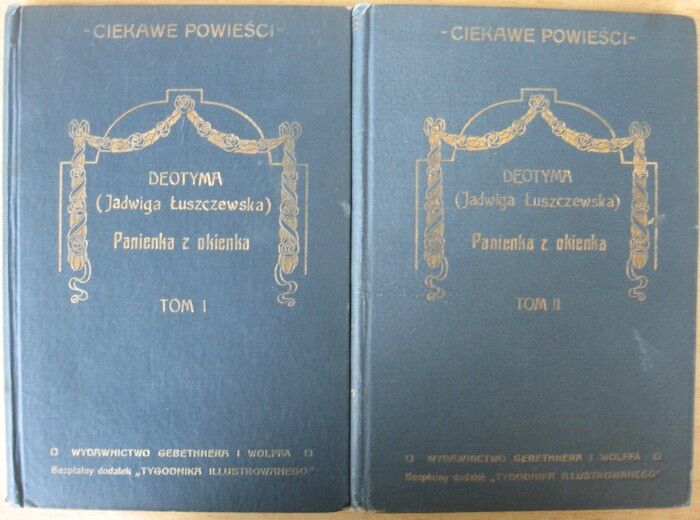 -CIEKAWE POWIEŚCI-
DEOTYMA
(Jadwiga Łuszczewska)
Panienka z okienka
TOM I
WYDAWNICTWO GEBETHNERA I WOLFFA
Bezpłatny dodatek „TYGODNIKA ILLUSTROWANEGO"
-CIEKAWE POWIEŚCI-
DEOTYMA
(Jadwiga Łuszczewska)
Panienka z okienka
TOM II
WYDAWNICTWO GEBETHNERA I WOLFFA
Bezpłatny dodatek „TYGODNIKA ILLUSTROWANEGO"